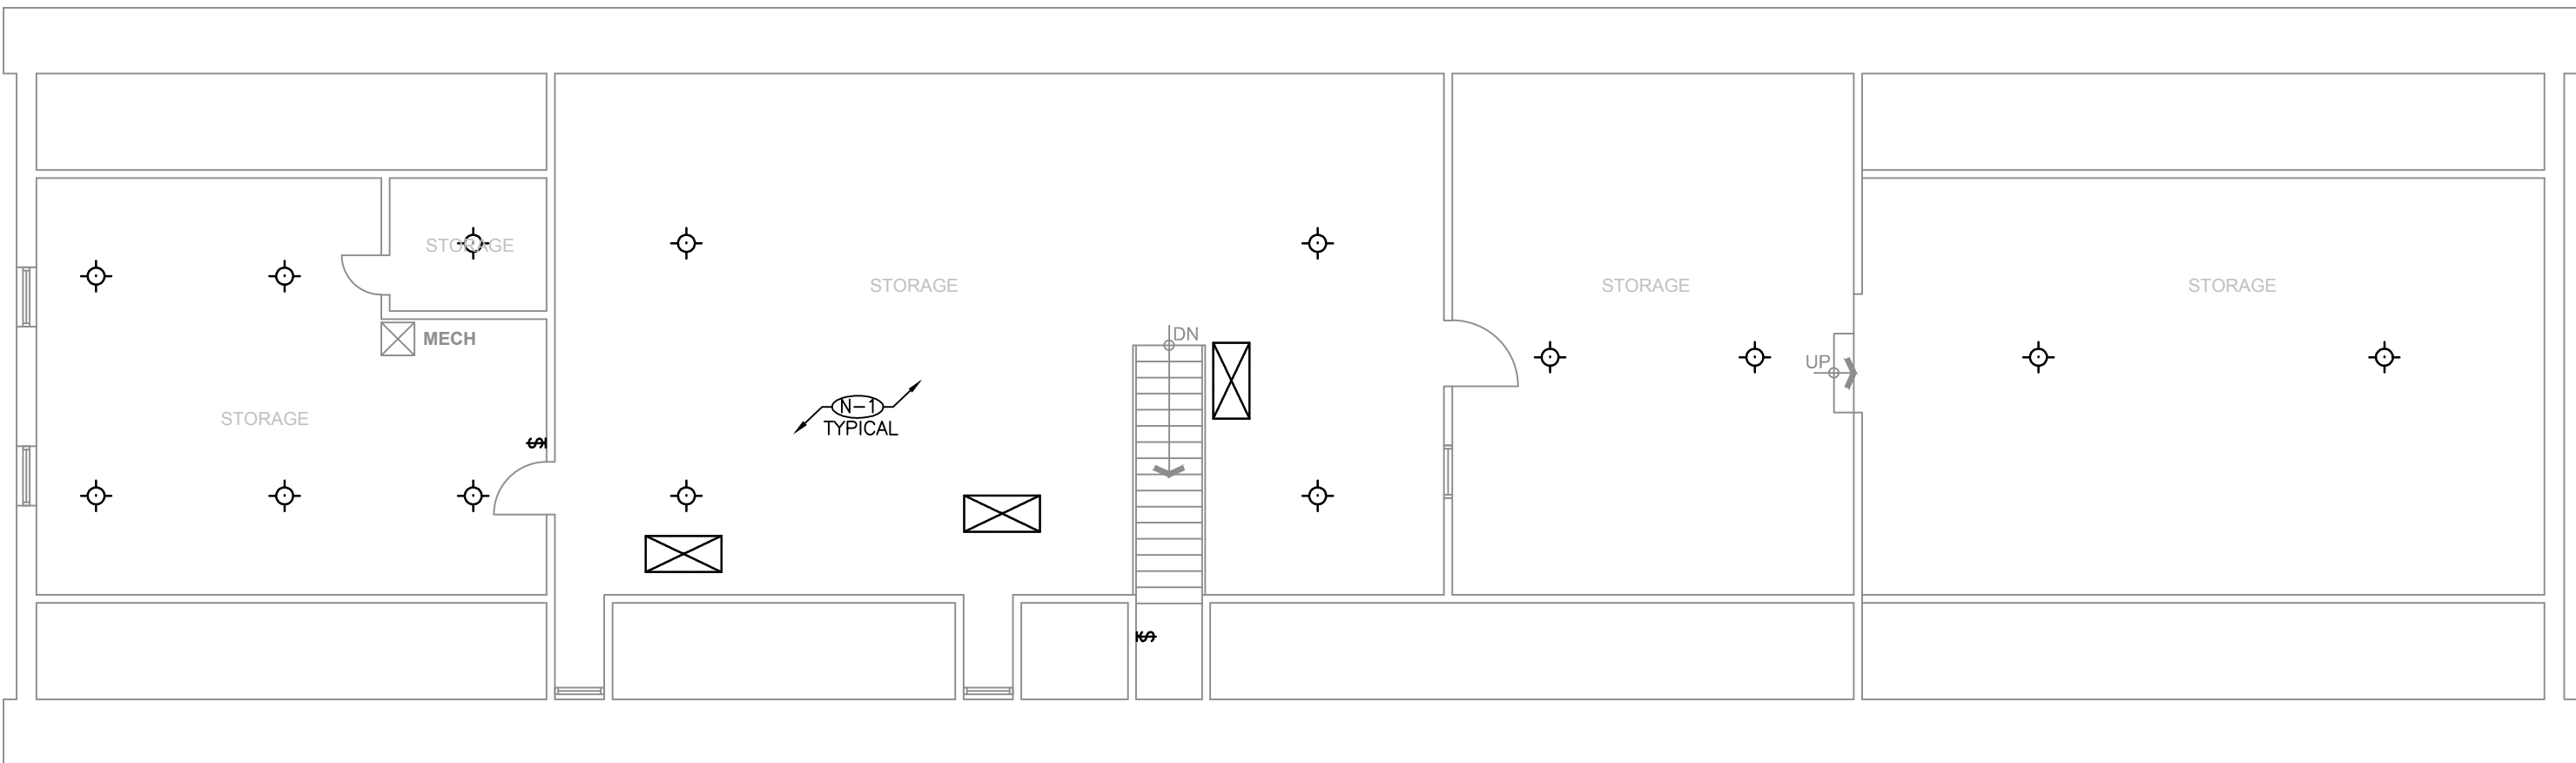 STORAGE
STORAGE
STORAGE
STORAGE
DN
MECH
UP
N-1
TYPICAL
STORAGE
$
$